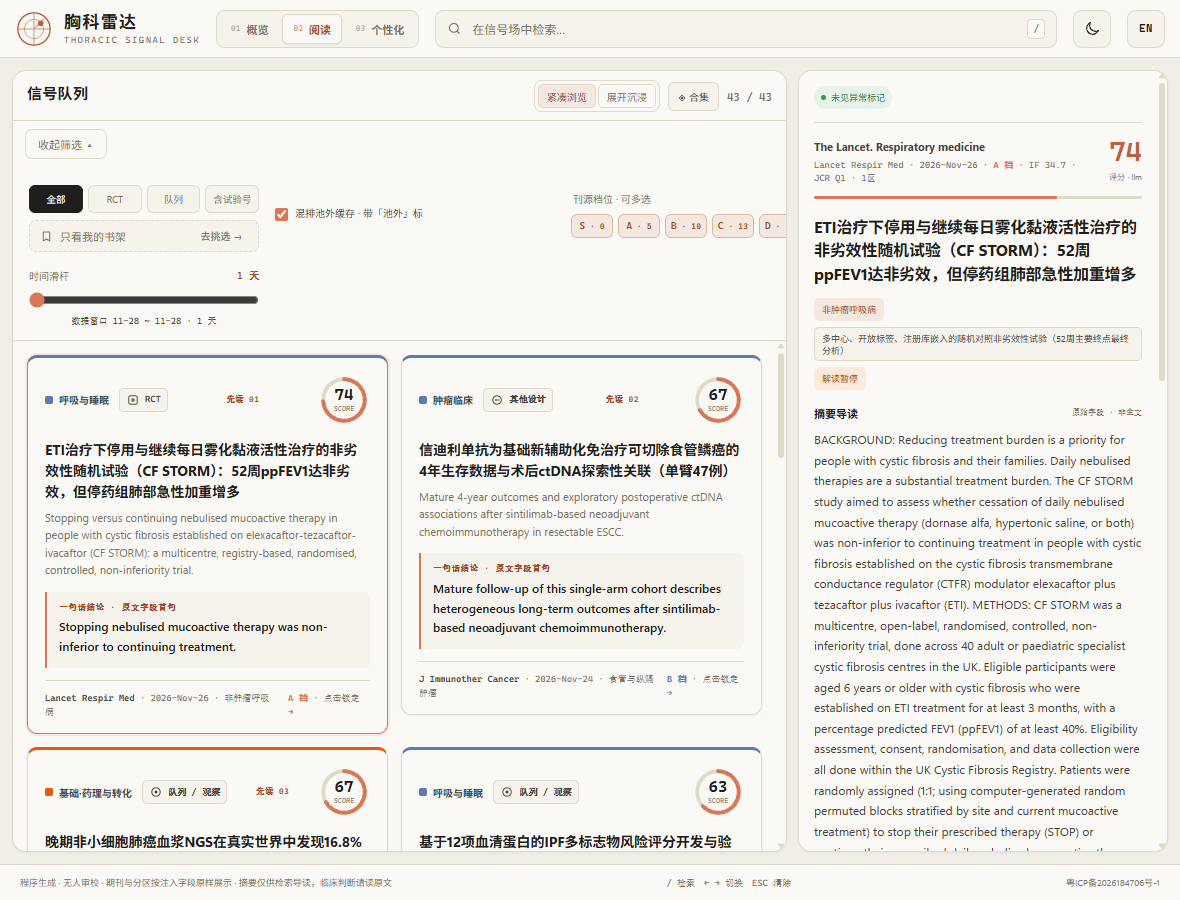 胸科雷达
THORACIC SIGNAL DESK
01 概览
02 阅读
03 个性化
在信号场中检索...
/
EN
信号队列
紧凑浏览
展开沉浸
◈ 合集
43 / 43
收起筛选 ▴
全部
RCT
队列
含试验号
只看我的书架
去挑选 →
混排池外缓存 · 带「池外」标
刊源档位 · 可多选
S · 0
A · 5
B · 10
C · 13
D ·
时间滑杆
1 天
数据窗口 11-28 ~ 11-28 · 1 天
呼吸与睡眠
RCT
先读 01
74
SCORE
ETI治疗下停用与继续每日雾化黏液活性治疗的非劣
效性随机试验（CF STORM）：52周ppFEV1达非劣
效，但停药组肺部急性加重增多
Stopping versus continuing nebulised mucoactive therapy in
people with cystic fibrosis established on elexacaftor-tezacaftor-
ivacaftor (CF STORM): a multicentre, registry-based, randomised,
controlled, non-inferiority trial.
一句话结论 · 原文字段首句
Stopping nebulised mucoactive therapy was non-
inferior to continuing treatment.
Lancet Respir Med · 2026-Nov-26 · 非肿瘤呼吸
病
A 档 · 点击锁定
→
肿瘤临床
其他设计
先读 02
67
SCORE
信迪利单抗为基础新辅助化免治疗可切除食管鳞癌的
4年生存数据与术后ctDNA探索性关联（单臂47例）
Mature 4-year outcomes and exploratory postoperative ctDNA
associations after sintilimab-based neoadjuvant
chemoimmunotherapy in resectable ESCC.
一句话结论 · 原文字段首句
Mature follow-up of this single-arm cohort describes
heterogeneous long-term outcomes after sintilimab-
based neoadjuvant chemoimmunotherapy.
J Immunother Cancer · 2026-Nov-24 · 食管与纵隔
肿瘤
B 档 · 点击锁定
→
基础·药理与转化
队列 / 观察
先读 03
67
SCORE
晚期非小细胞肺癌血浆NGS在真实世界中发现16.8%
呼吸与睡眠
队列 / 观察
63
SCORE
基于12项血清蛋白的IPF多标志物风险评分开发与验
未见异常标记
The Lancet. Respiratory medicine
Lancet Respir Med · 2026-Nov-26 · A 档 · IF 34.7 ·
JCR Q1 · 1区
74
评分 · llm
ETI治疗下停用与继续每日雾化黏液活性治疗的
非劣效性随机试验（CF STORM）：52周
ppFEV1达非劣效，但停药组肺部急性加重增多
非肿瘤呼吸病
多中心、开放标签、注册库嵌入的随机对照非劣效性试验（52周主要终点最终
分析）
解读暂停
摘要导读
原始字段 · 非全文
BACKGROUND: Reducing treatment burden is a priority for
people with cystic fibrosis and their families. Daily nebulised
therapies are a substantial treatment burden. The CF STORM
study aimed to assess whether cessation of daily nebulised
mucoactive therapy (dornase alfa, hypertonic saline, or both)
was non-inferior to continuing treatment in people with cystic
fibrosis established on the cystic fibrosis transmembrane
conductance regulator (CFTR) modulator elexacaftor plus
tezacaftor plus ivacaftor (ETI). METHODS: CF STORM was a
multicentre, open-label, randomised, controlled, non-
inferiority trial, done across 40 adult or paediatric specialist
cystic fibrosis centres in the UK. Eligible participants were
aged 6 years or older with cystic fibrosis who were
established on ETI treatment for at least 3 months, with a
percentage predicted FEV1 (ppFEV1) of at least 40%. Eligibility
assessment, consent, randomisation, and data collection were
all done within the UK Cystic Fibrosis Registry. Patients were
randomly assigned (1:1; using computer-generated random
permuted blocks stratified by site and current mucoactive
treatment) to stop their prescribed therapy (STOP) or
程序生成 · 无人审校 · 期刊与分区按注入字段原样展示 · 摘要仅供检索导读，临床判断请读原文
/ 检索 ← → 切换 ESC 清除
粤ICP备2026184706号-1